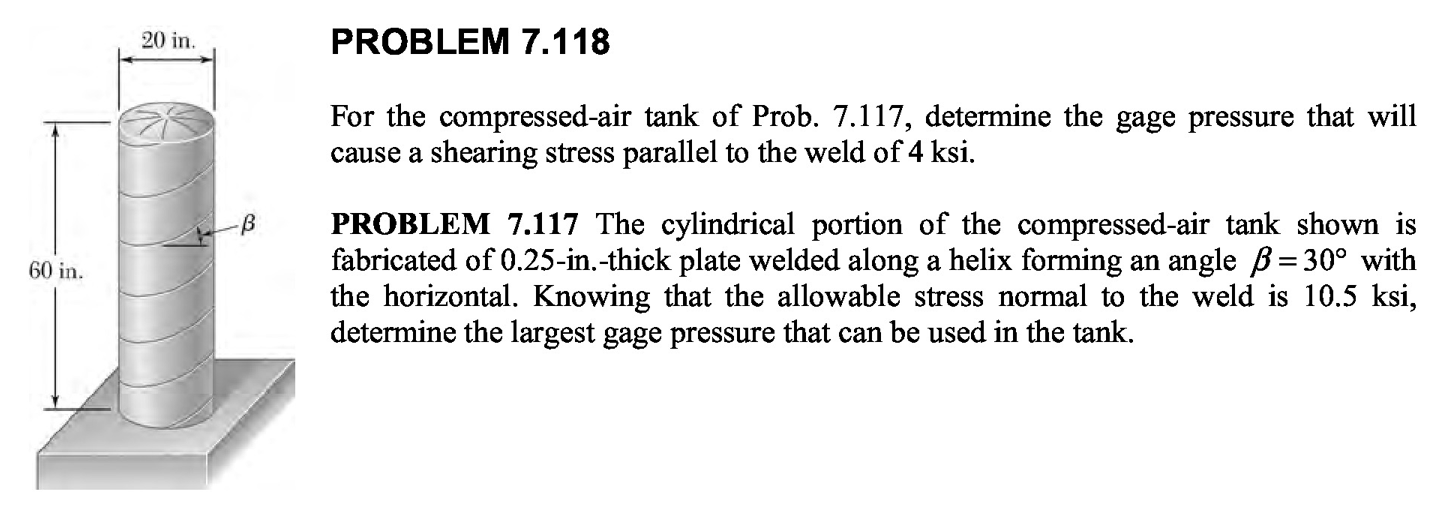 20 in.
PROBLEM 7.118
For the compressed-air tank of Prob. 7.117, determine the gage pressure that will
cause a shearing stress parallel to the weld of 4 ksi.
PROBLEM 7.117 The cylindrical portion of the compressed-air tank shown is
fabricated of 0.25-in.-thick plate welded along a helix forming an angle β = 30° with
the horizontal. Knowing that the allowable stress normal to the weld is 10.5 ksi,
determine the largest gage pressure that can be used in the tank.
β
60 in.